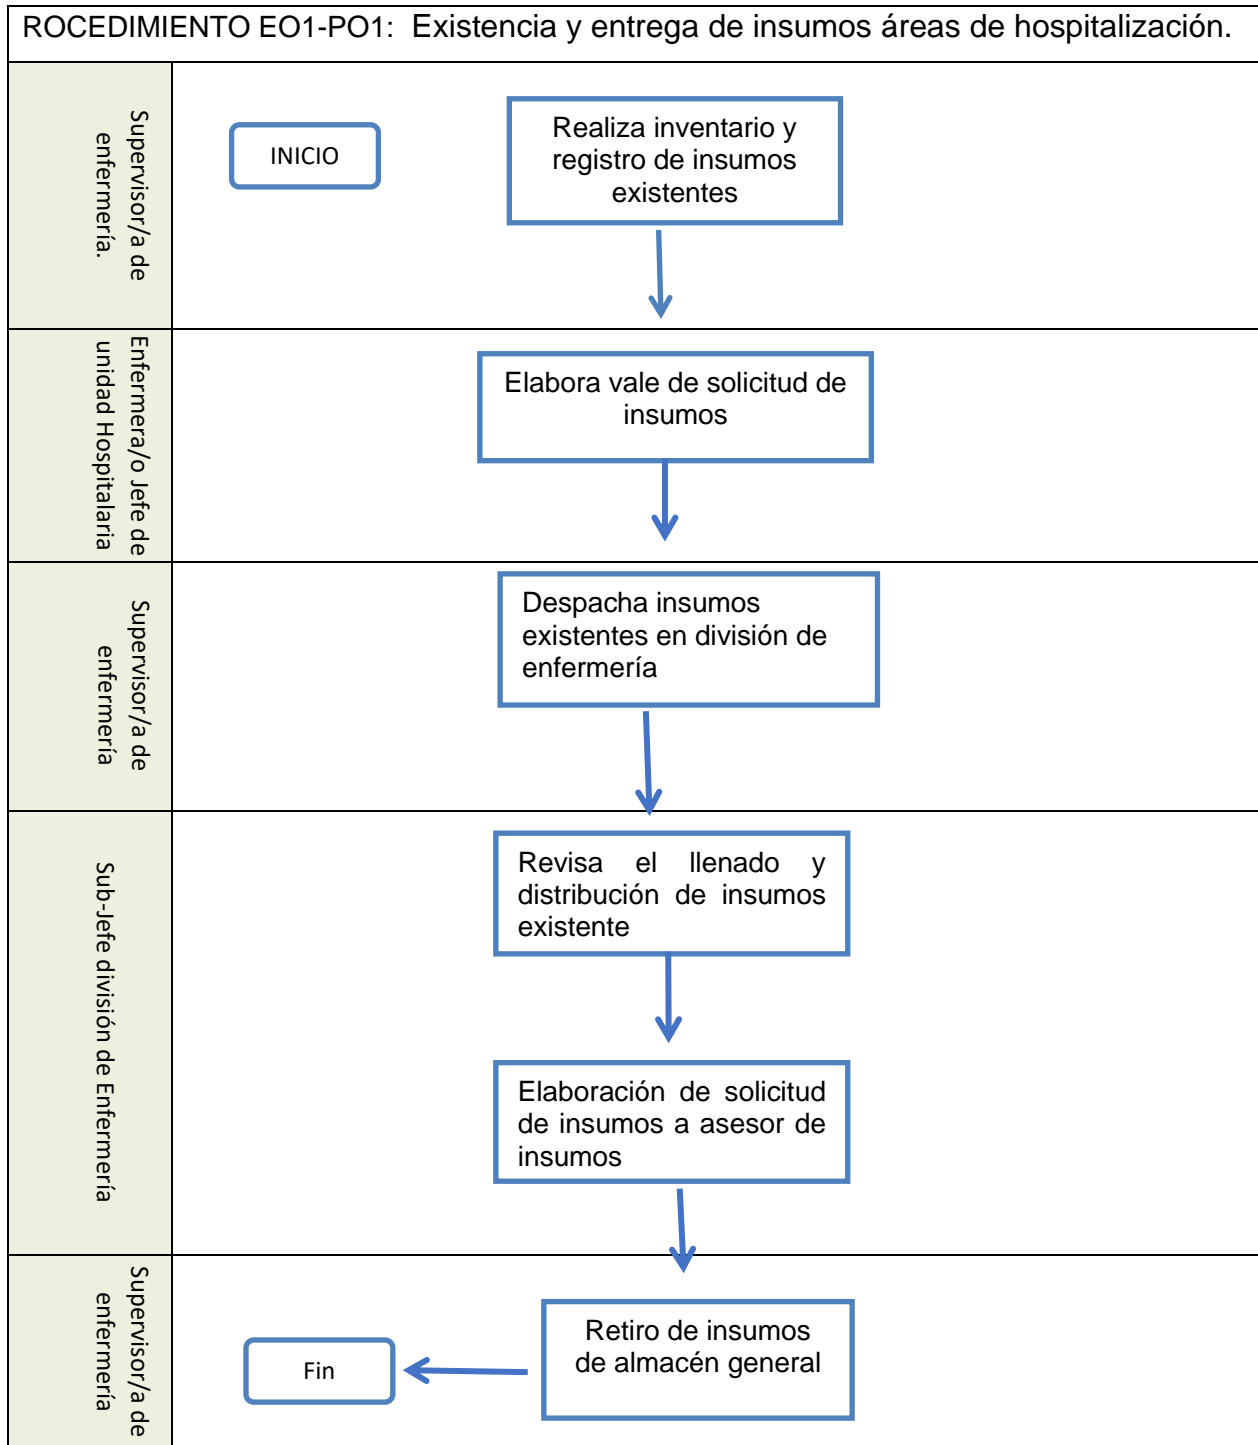 ROCEDIMIENTO EO1-PO1: Existencia y entrega de insumos áreas de hospitalización.
Supervisor/a de
enfermería.
INICIO
Realiza inventario y
registro de insumos
existentes
Enfermera/o Jefe de
unidad Hospitalaria
Elabora vale de solicitud de
insumos
Supervisor/a de
enfermería
Despacha insumos
existentes en división de
enfermería
Sub-Jefe división de Enfermería
Revisa el llenado y
distribución de insumos
existente
Elaboración de solicitud
de insumos a asesor de
insumos
Supervisor/a de
enfermería
Retiro de insumos
de almacén general
Fin